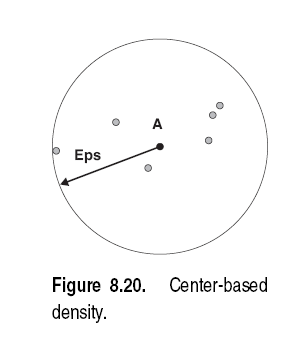 A
Eps
Figure 8.20. Center-based
density.